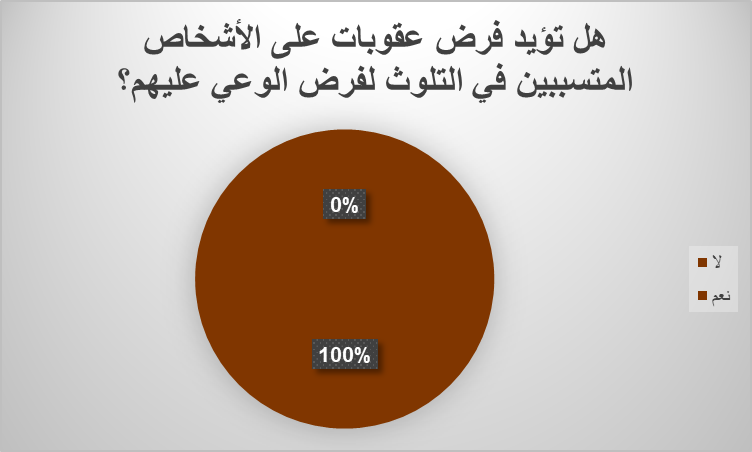 هل تؤيد فرض عقوبات على الأشخاص
المتسببين في التلوث لفرض الوعي عليهم؟
0%
100%
لا
نعم